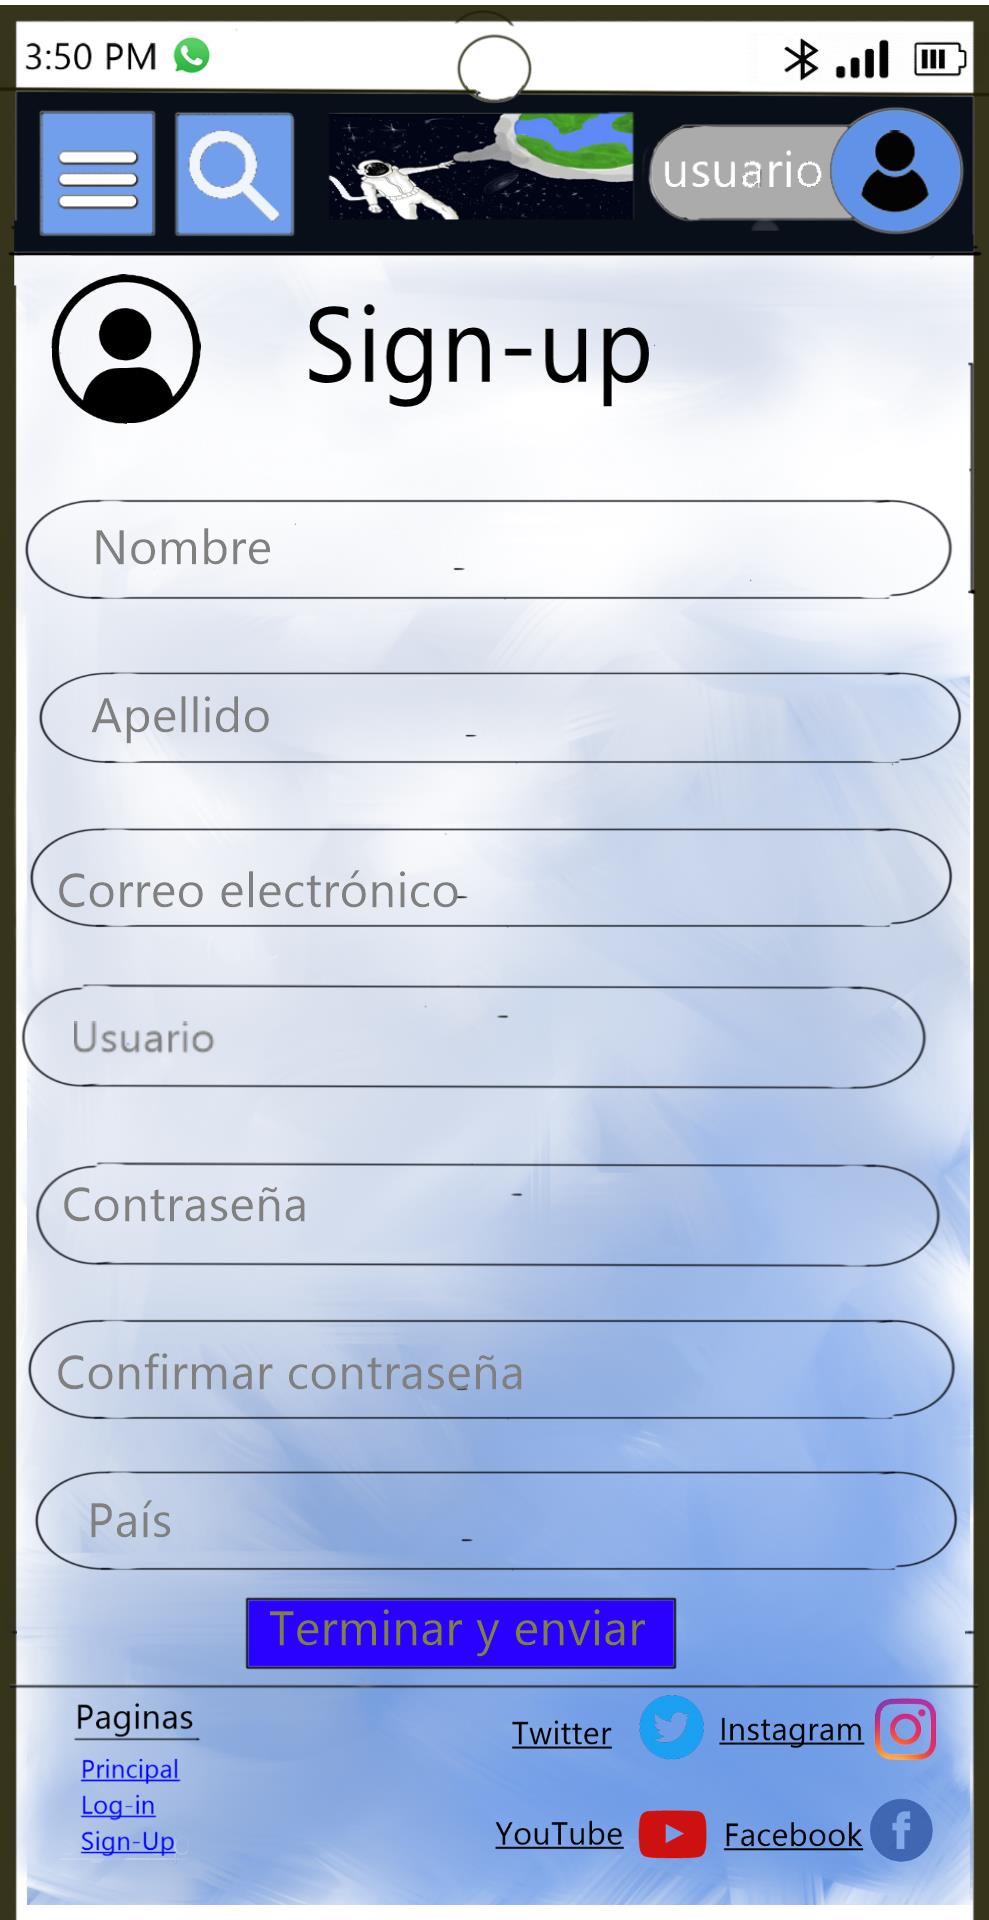 3:50 PM
usuario
Sign-up
Nombre
Apellido
Correo electrónico
Usuario
Contraseña
Confirmar contraseña
País
Terminar y enviar
Paginas
Principal
Log-in
Sign-Up
Twitter
Instagram
YouTube
Facebook